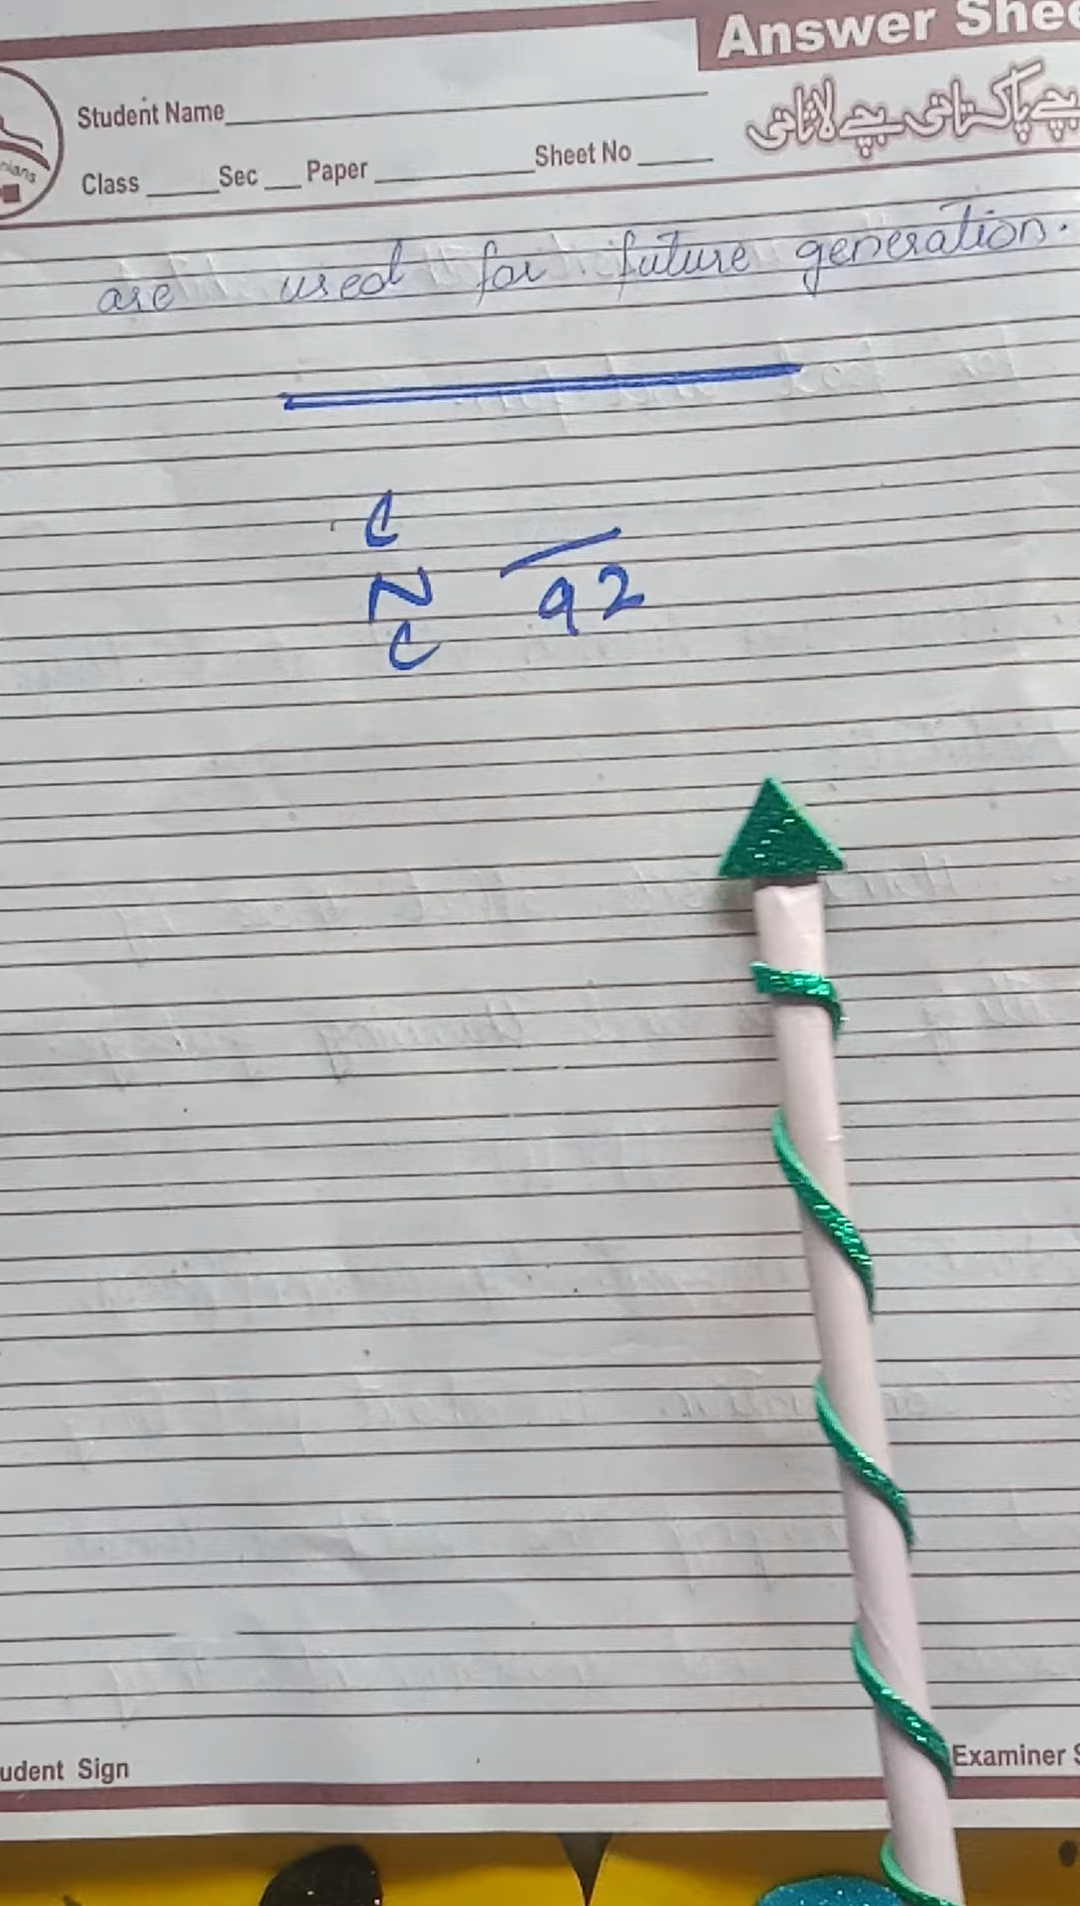 Answer Shee
بچے پاکستانی بچے لاثانی
nians
Student Name
Class Sec Paper Sheet No
are used for future generation.
C
N
C
92
udent Sign Examiner S